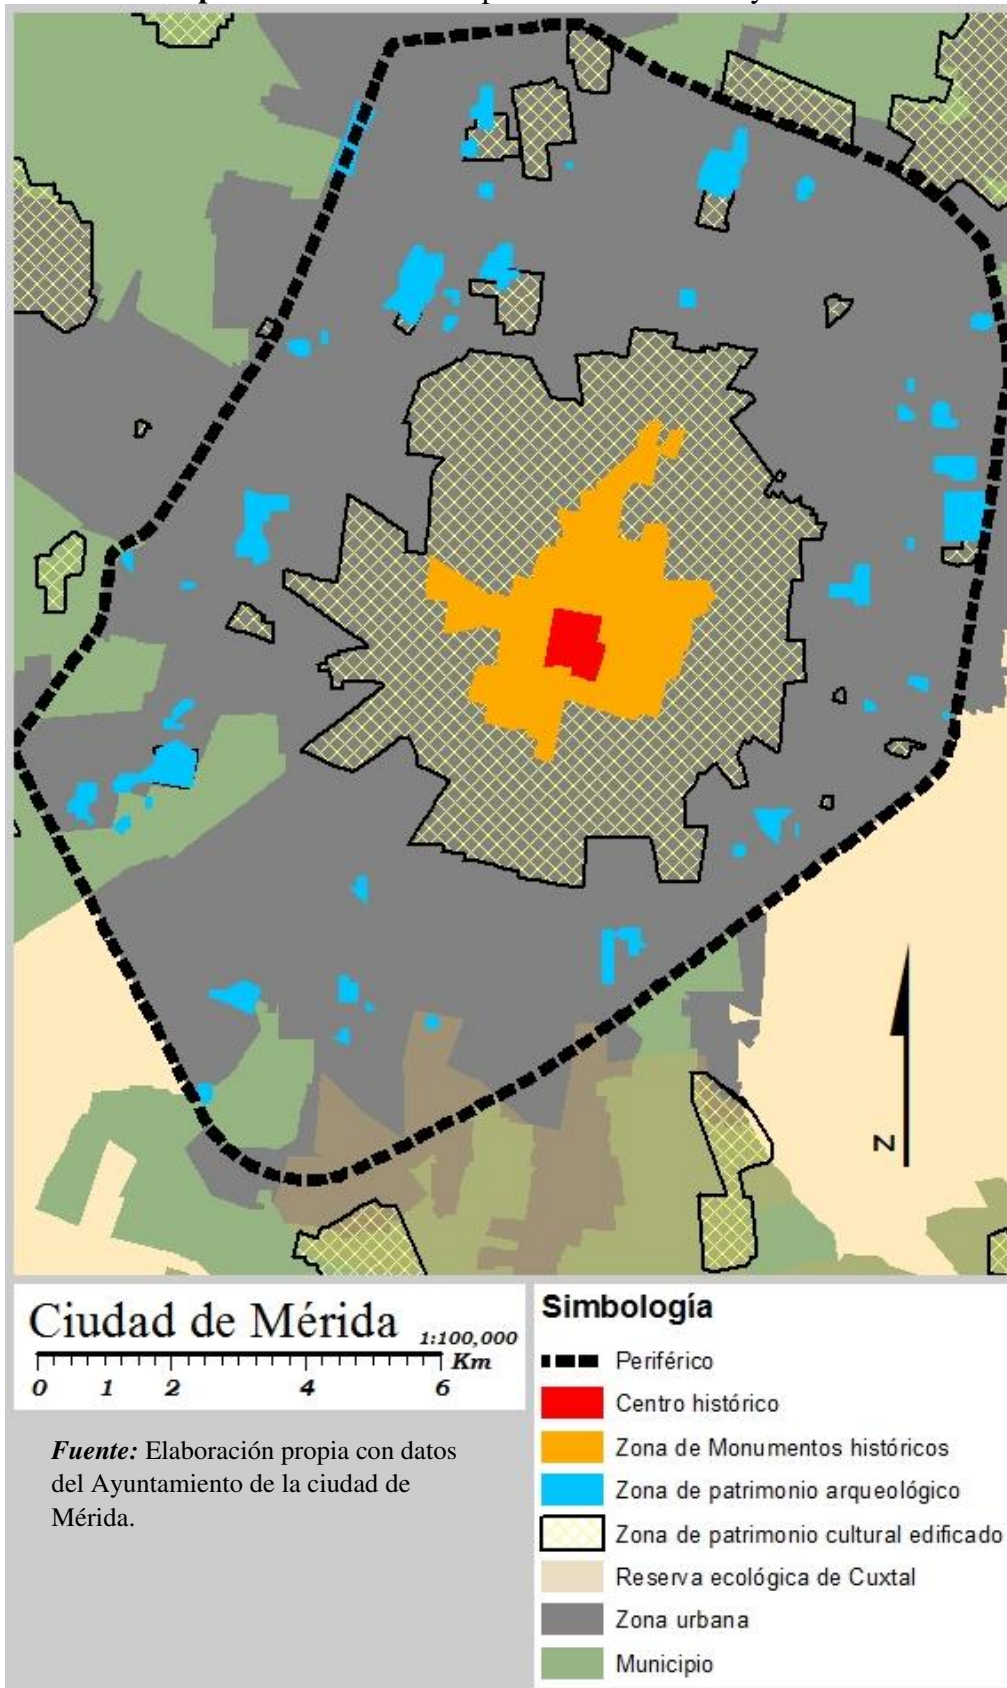 Ciudad de Mérida 1:100,000
Km
0 1 2 4 6
Fuente: Elaboración propia con datos
del Ayuntamiento de la ciudad de
Mérida.
N
Simbología
Periférico
Centro histórico
Zona de Monumentos históricos
Zona de patrimonio arqueológico
Zona de patrimonio cultural edificado
Reserva ecológica de Cuxtal
Zona urbana
Municipio